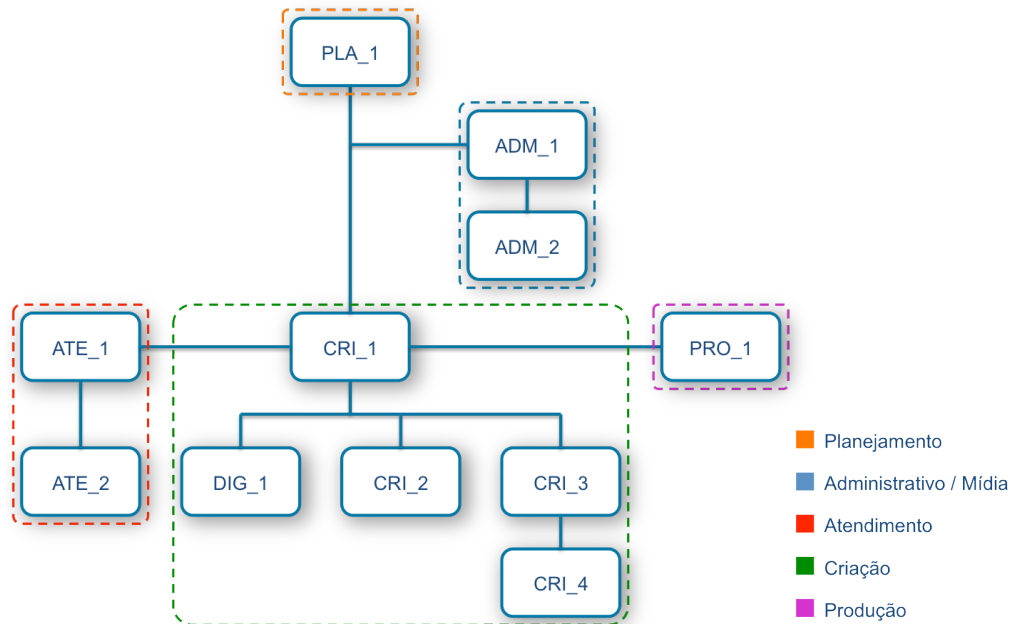 PLA_1
ADM_1
ADM_2
ATE_1
CRI_1
PRO_1
ATE_2
DIG_1
CRI_2
CRI_3
CRI_4
Planejamento
Administrativo / Mídia
Atendimento
Criação
Produção